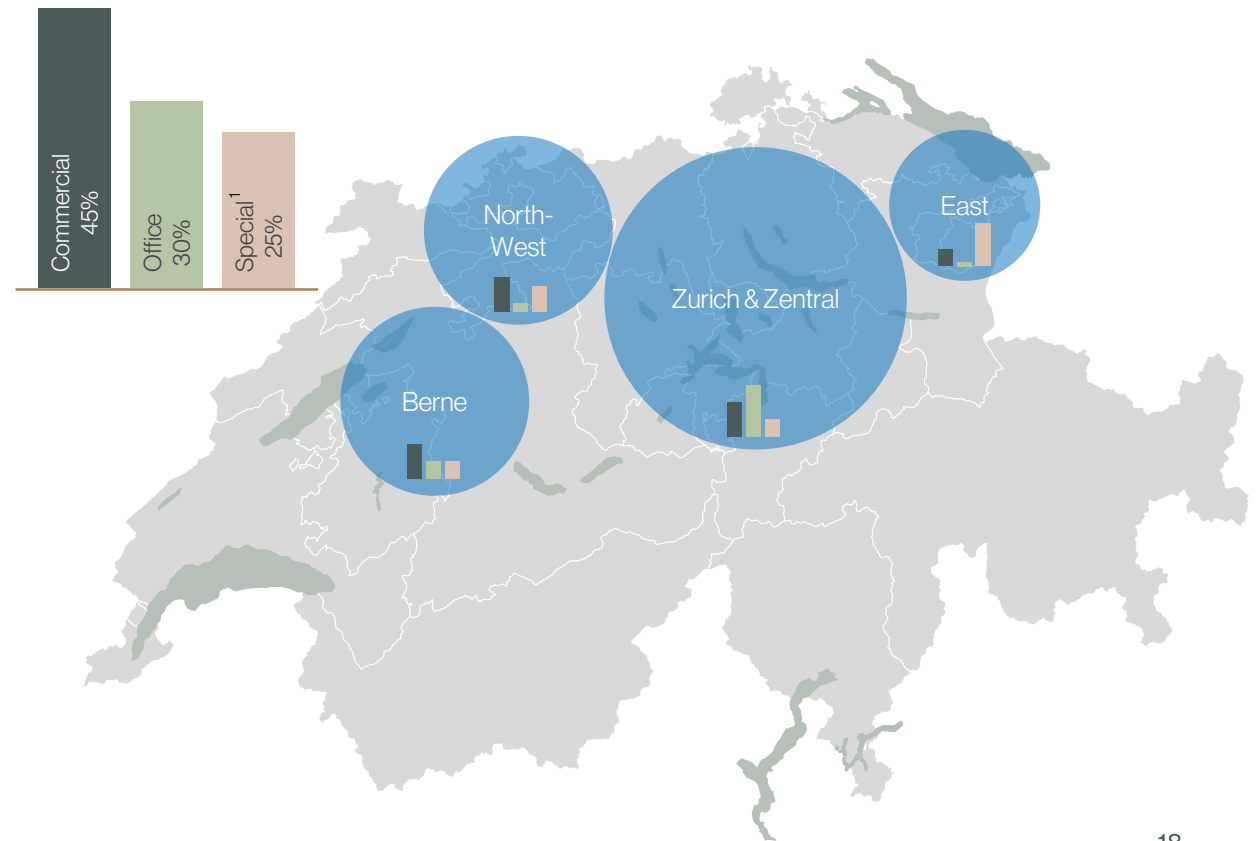 Commercial
45%
Office
30%
Special¹
25%
North-
West
East
Zurich & Zentral
Berne